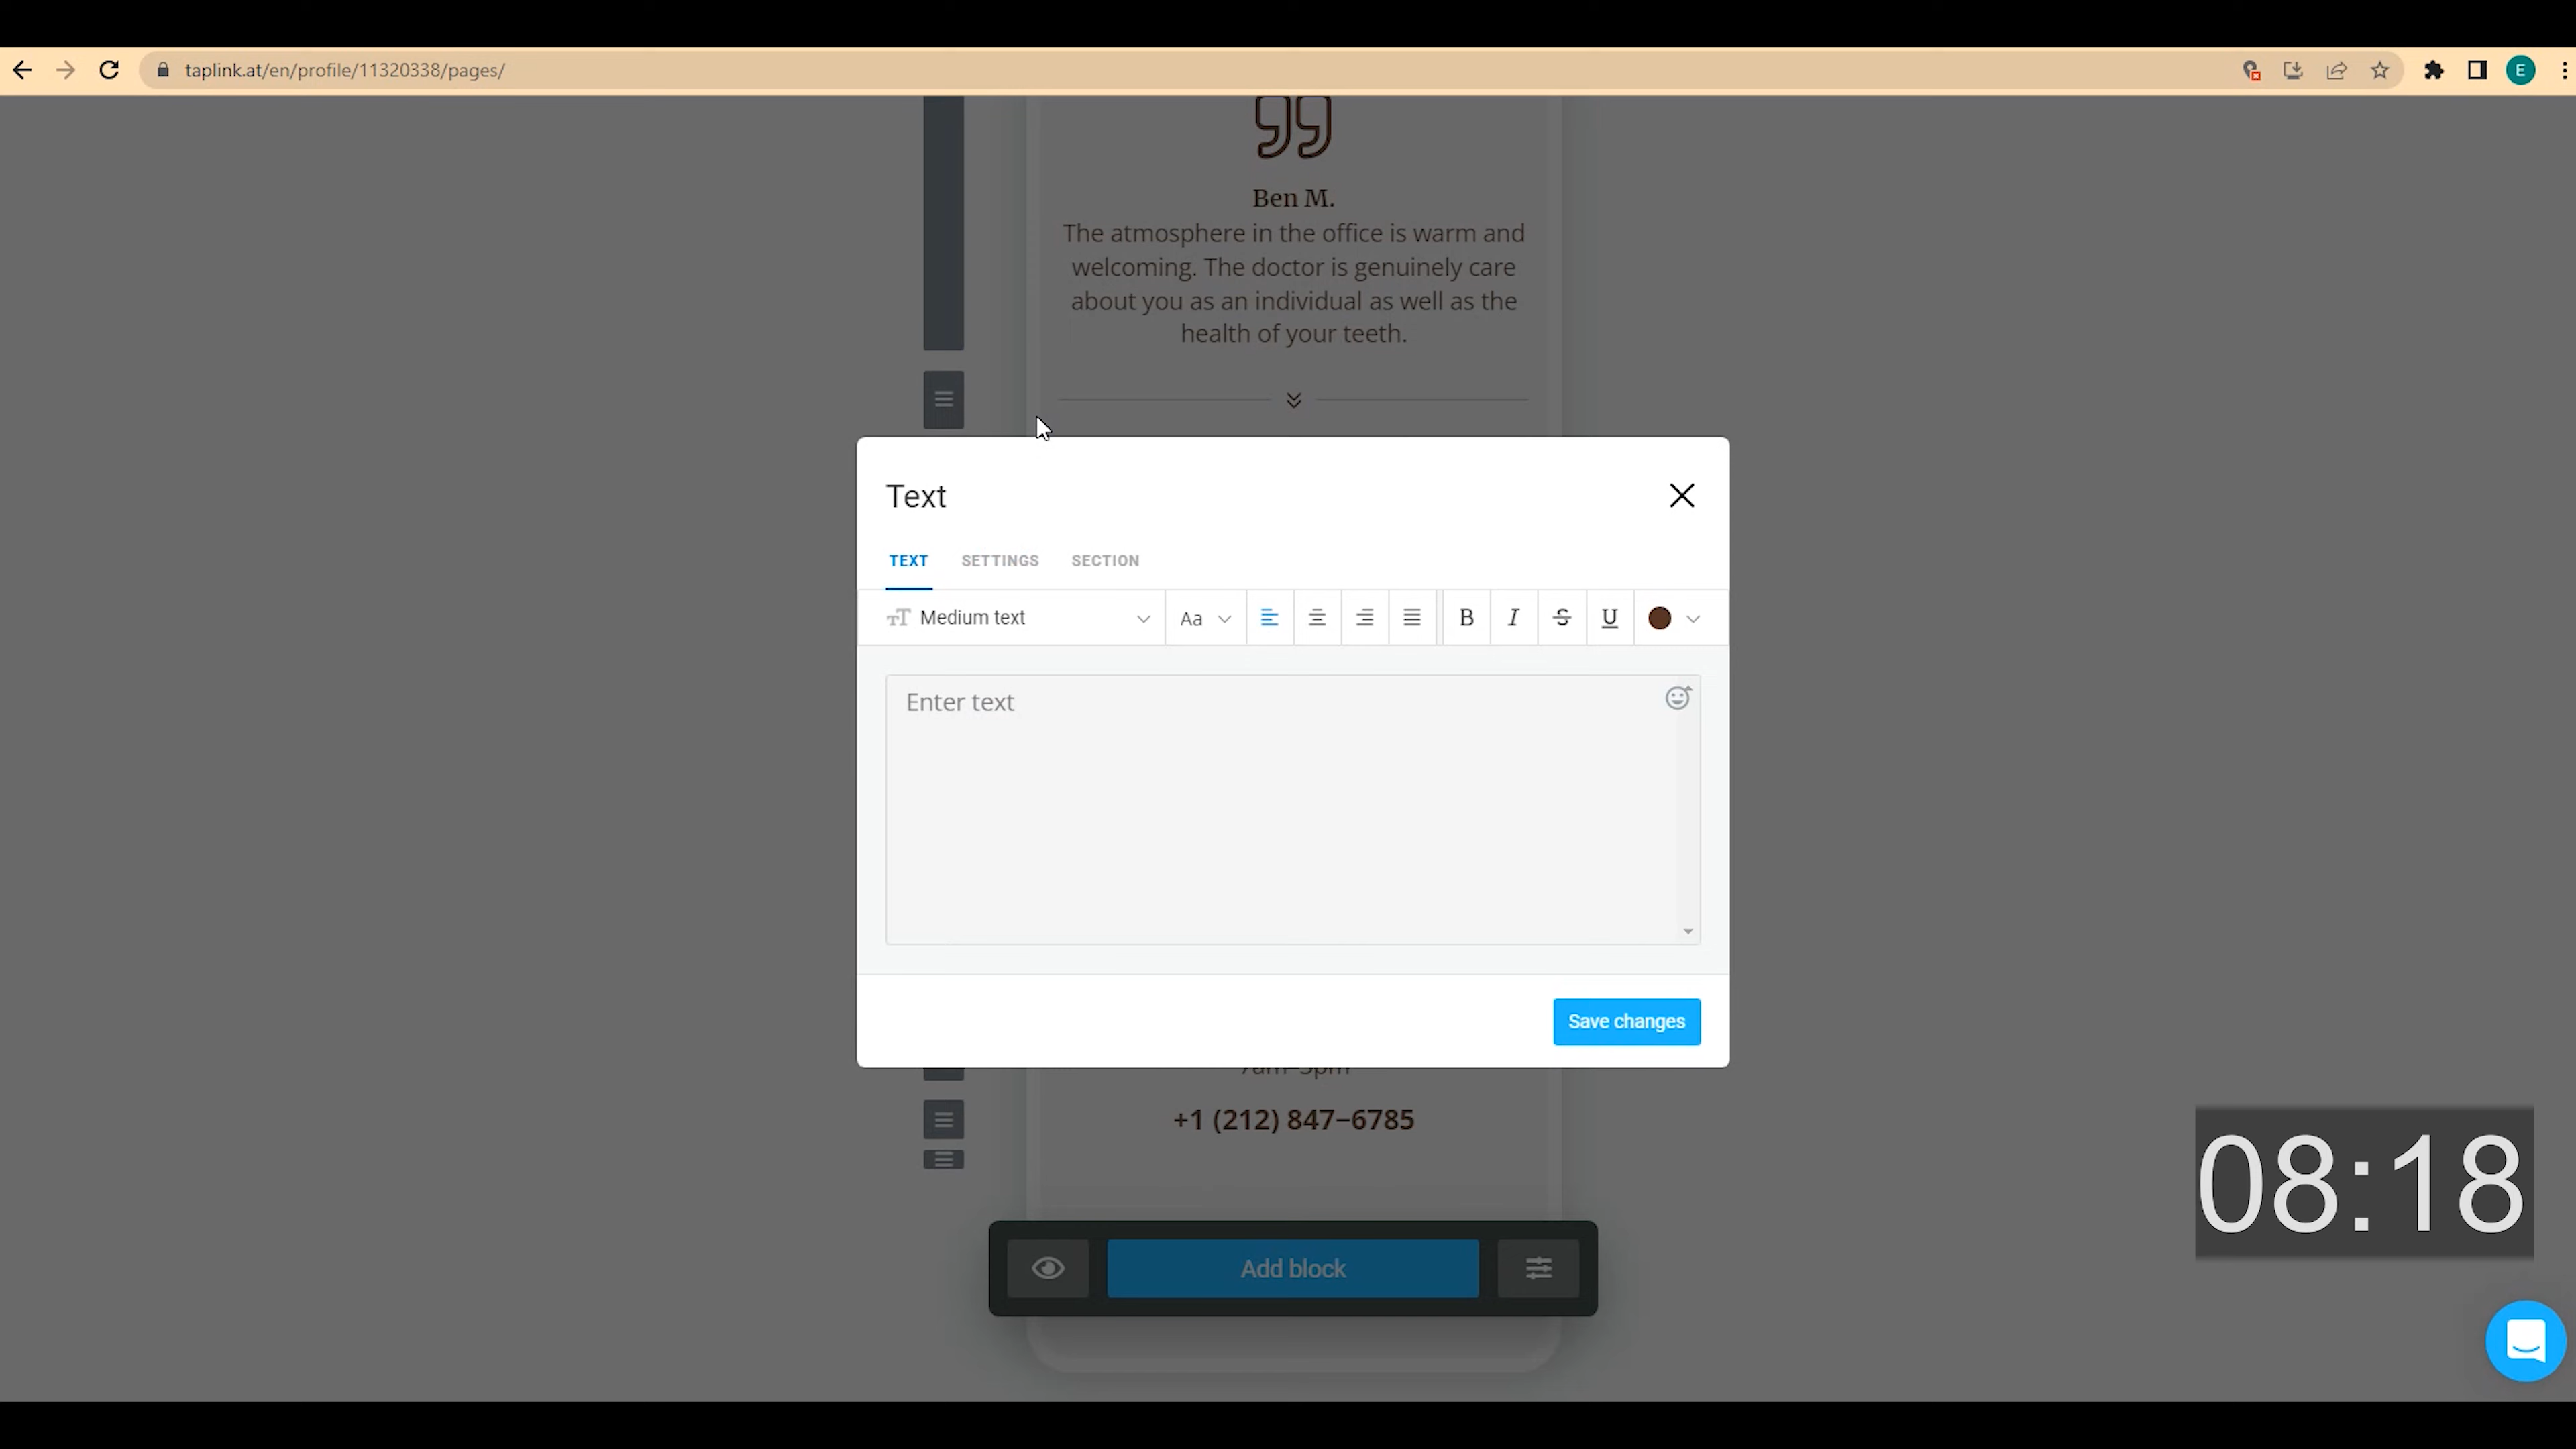 taplink.at/en/profile/11320338/pages/
E
Ben M.
The atmosphere in the office is warm and
welcoming. The doctor is genuinely care
about you as an individual as well as the
health of your teeth.
Text
TEXT SETTINGS SECTION
TT Medium text Aa B I S U
Enter text
Save changes
+1 (212) 847–6785
08:18
Add block